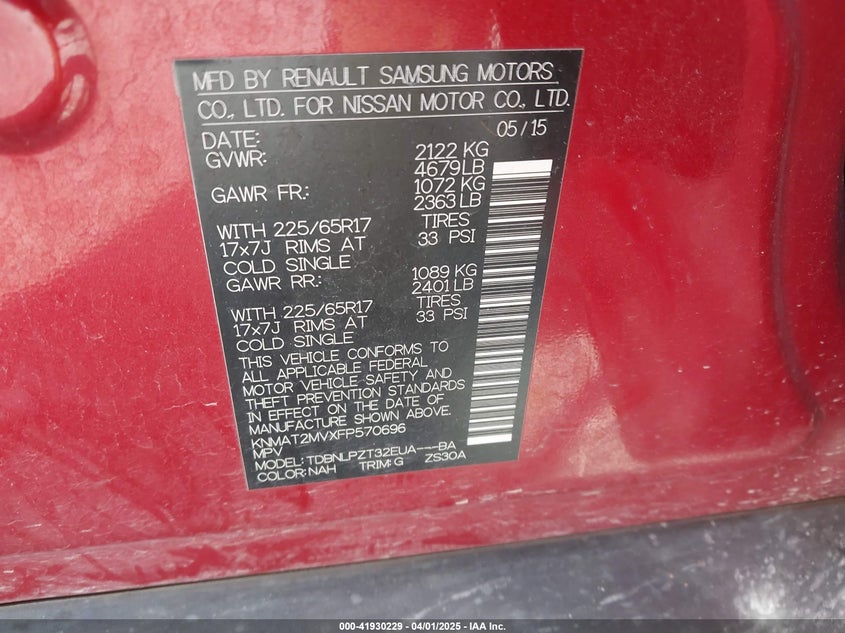 MFD BY RENAULT SAMSUNG MOTORS
CO., LTD. FOR NISSAN MOTOR CO., LTD.
DATE: 05/15
GVWR: 2122 KG
4679 LB
GAWR FR.: 1072 KG
2363 LB
WITH 225/65R17 TIRES
17x7J RIMS AT 33 PSI
COLD SINGLE
GAWR RR.: 1089 KG
2401 LB
WITH 225/65R17 TIRES
17x7J RIMS AT 33 PSI
COLD SINGLE
THIS VEHICLE CONFORMS TO
ALL APPLICABLE FEDERAL
MOTOR VEHICLE SAFETY AND
THEFT PREVENTION STANDARDS
IN EFFECT ON THE DATE OF
MANUFACTURE SHOWN ABOVE.
KNMAT2MVXFP570696
MPV
MODEL: TDBNLPZT32EUA---BA
COLOR: NAH TRIM: G ZS30A
000-41930229 - 04/01/2025 - IAA Inc.